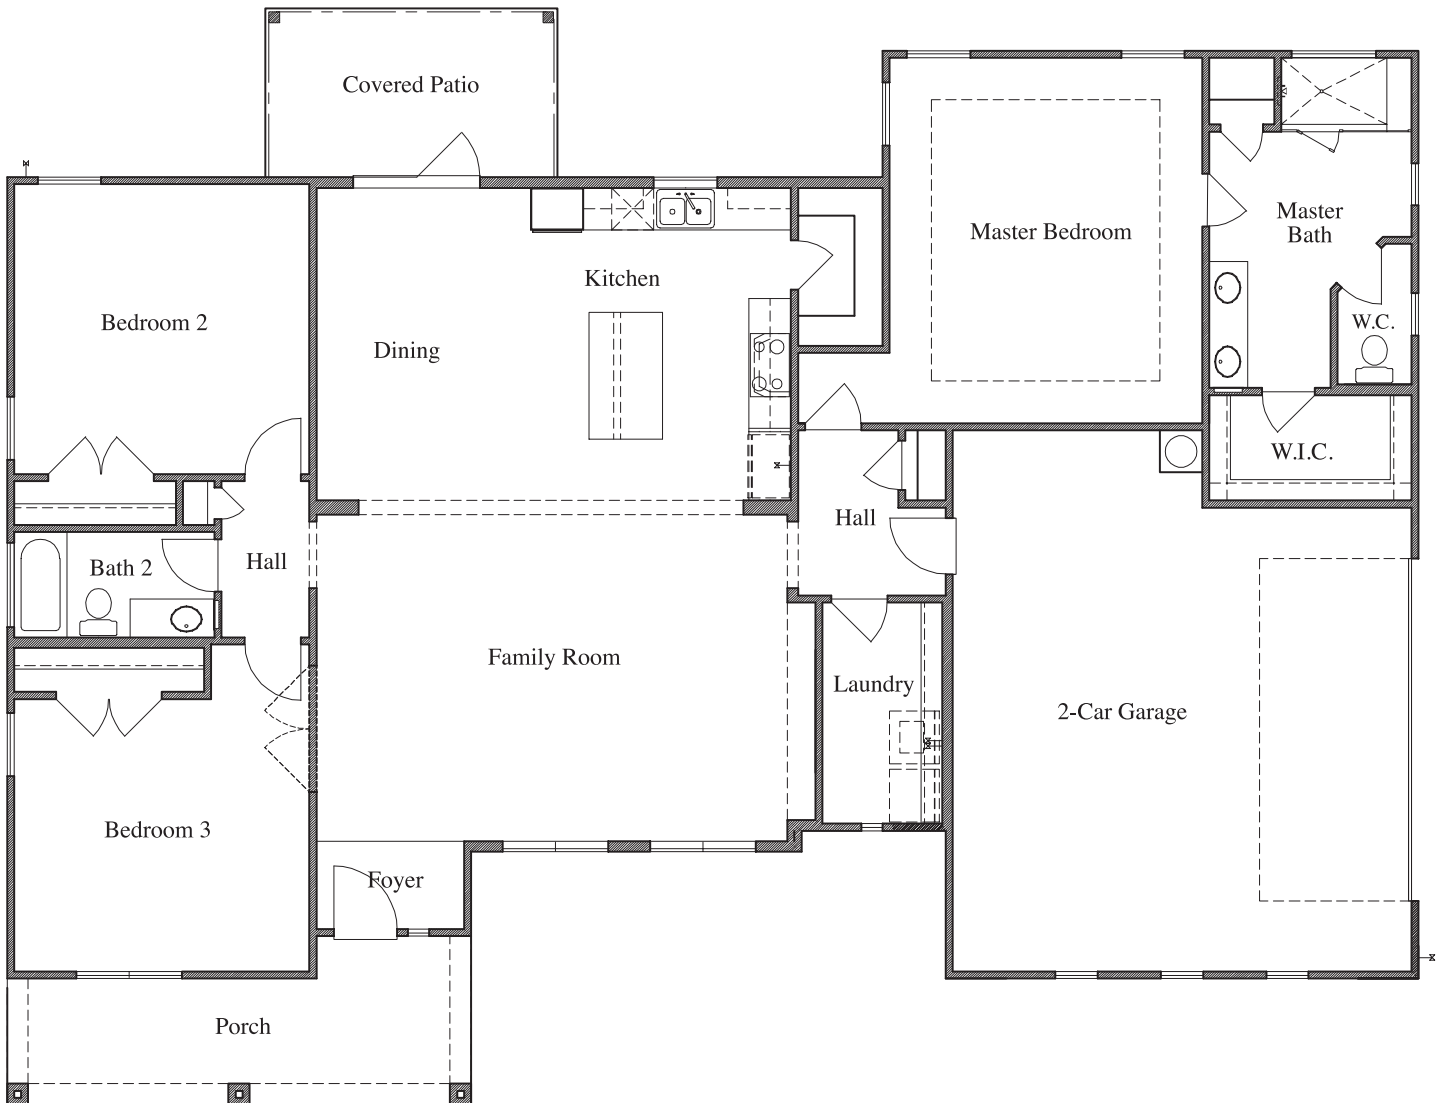 Covered Patio
Master Bedroom
Master
Bath
Kitchen
Bedroom 2
Dining
W.C.
W.I.C.
Hall
Hall
Bath 2
Family Room
Laundry
2-Car Garage
Bedroom 3
Foyer
Porch